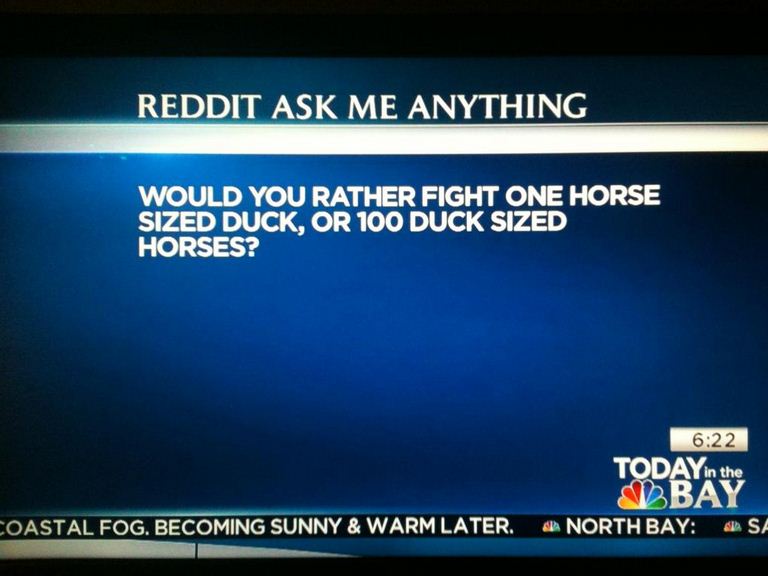 REDDIT ASK ME ANYTHING
WOULD YOU RATHER FIGHT ONE HORSE
SIZED DUCK, OR 100 DUCK SIZED
HORSES?
6:22
TODAY in the
BAY
COASTAL FOG. BECOMING SUNNY & WARM LATER. NORTH BAY: SA